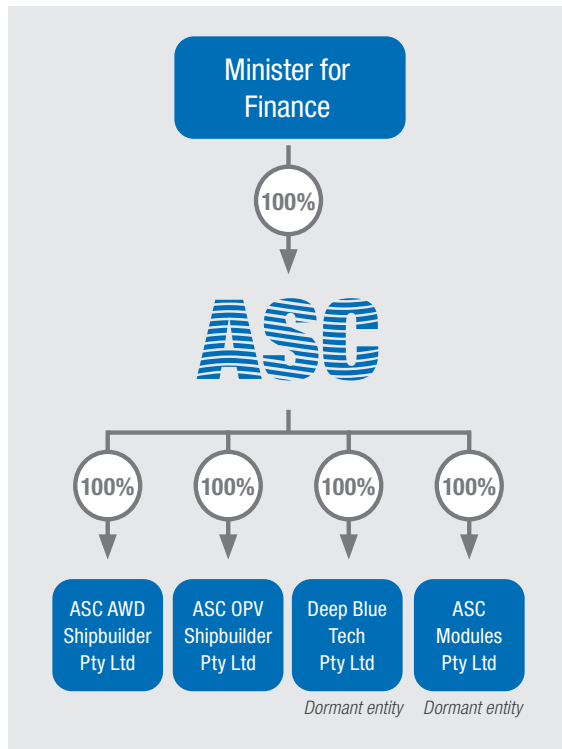 Minister for
Finance
100%
ASC
100%
100%
100%
100%
ASC AWD
Shipbuilder
Pty Ltd
ASC OPV
Shipbuilder
Pty Ltd
Deep Blue
Tech
Pty Ltd
ASC
Modules
Pty Ltd
Dormant entity
Dormant entity